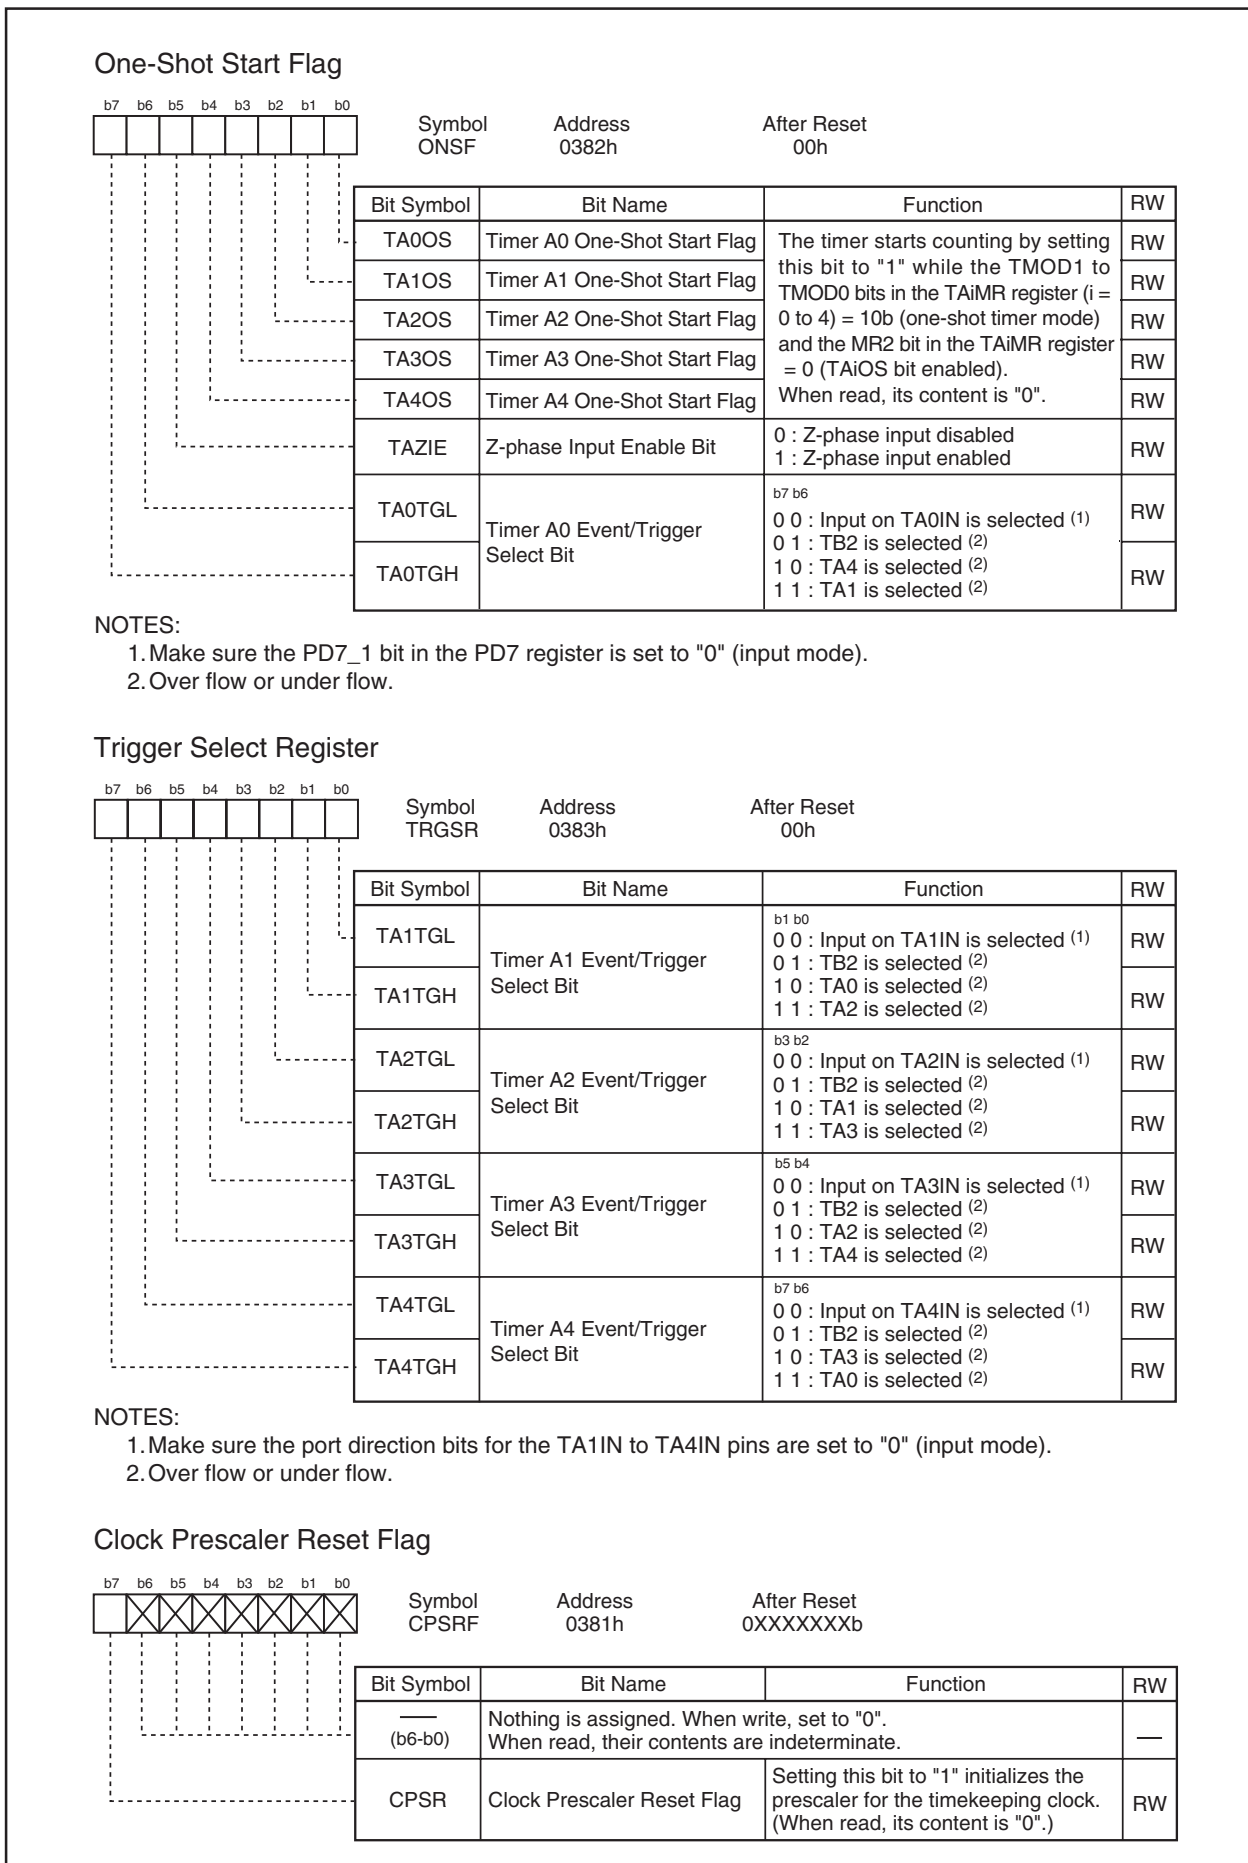 One-Shot Start Flag
b7 b6 b5 b4 b3 b2 b1 b0
Symbol Address After Reset
ONSF 0382h 00h
Bit Symbol Bit Name Function RW
TA0OS Timer A0 One-Shot Start Flag The timer starts counting by setting RW
this bit to "1" while the TMOD1 to
TA1OS Timer A1 One-Shot Start Flag TMOD0 bits in the TAiMR register (i = RW
TA2OS Timer A2 One-Shot Start Flag 0 to 4) = 10b (one-shot timer mode) RW
and the MR2 bit in the TAiMR register
TA3OS Timer A3 One-Shot Start Flag = 0 (TAiOS bit enabled). RW
TA4OS Timer A4 One-Shot Start Flag When read, its content is "0". RW
TAZIE Z-phase Input Enable Bit 0 : Z-phase input disabled RW
1 : Z-phase input enabled
b7 b6
TA0TGL 0 0 : Input on TA0IN is selected (1) RW
Timer A0 Event/Trigger 0 1 : TB2 is selected (2)
Select Bit 1 0 : TA4 is selected (2)
TA0TGH 1 1 : TA1 is selected (2) RW
NOTES:
1. Make sure the PD7_1 bit in the PD7 register is set to "0" (input mode).
2. Over flow or under flow.
Trigger Select Register
b7 b6 b5 b4 b3 b2 b1 b0
Symbol Address After Reset
TRGSR 0383h 00h
Bit Symbol Bit Name Function RW
b1 b0
TA1TGL 0 0 : Input on TA1IN is selected (1) RW
Timer A1 Event/Trigger 0 1 : TB2 is selected (2)
Select Bit 1 0 : TA0 is selected (2)
TA1TGH 1 1 : TA2 is selected (2) RW
b3 b2
TA2TGL 0 0 : Input on TA2IN is selected (1) RW
Timer A2 Event/Trigger 0 1 : TB2 is selected (2)
Select Bit 1 0 : TA1 is selected (2)
TA2TGH 1 1 : TA3 is selected (2) RW
b5 b4
TA3TGL 0 0 : Input on TA3IN is selected (1) RW
Timer A3 Event/Trigger 0 1 : TB2 is selected (2)
Select Bit 1 0 : TA2 is selected (2)
TA3TGH 1 1 : TA4 is selected (2) RW
b7 b6
TA4TGL 0 0 : Input on TA4IN is selected (1) RW
Timer A4 Event/Trigger 0 1 : TB2 is selected (2)
Select Bit 1 0 : TA3 is selected (2)
TA4TGH 1 1 : TA0 is selected (2) RW
NOTES:
1. Make sure the port direction bits for the TA1IN to TA4IN pins are set to "0" (input mode).
2. Over flow or under flow.
Clock Prescaler Reset Flag
b7 b6 b5 b4 b3 b2 b1 b0
Symbol Address After Reset
CPSRF 0381h 0XXXXXXXb
Bit Symbol Bit Name Function RW
— Nothing is assigned. When write, set to "0". —
(b6-b0) When read, their contents are indeterminate.
Setting this bit to "1" initializes the
CPSR Clock Prescaler Reset Flag prescaler for the timekeeping clock. RW
(When read, its content is "0".)